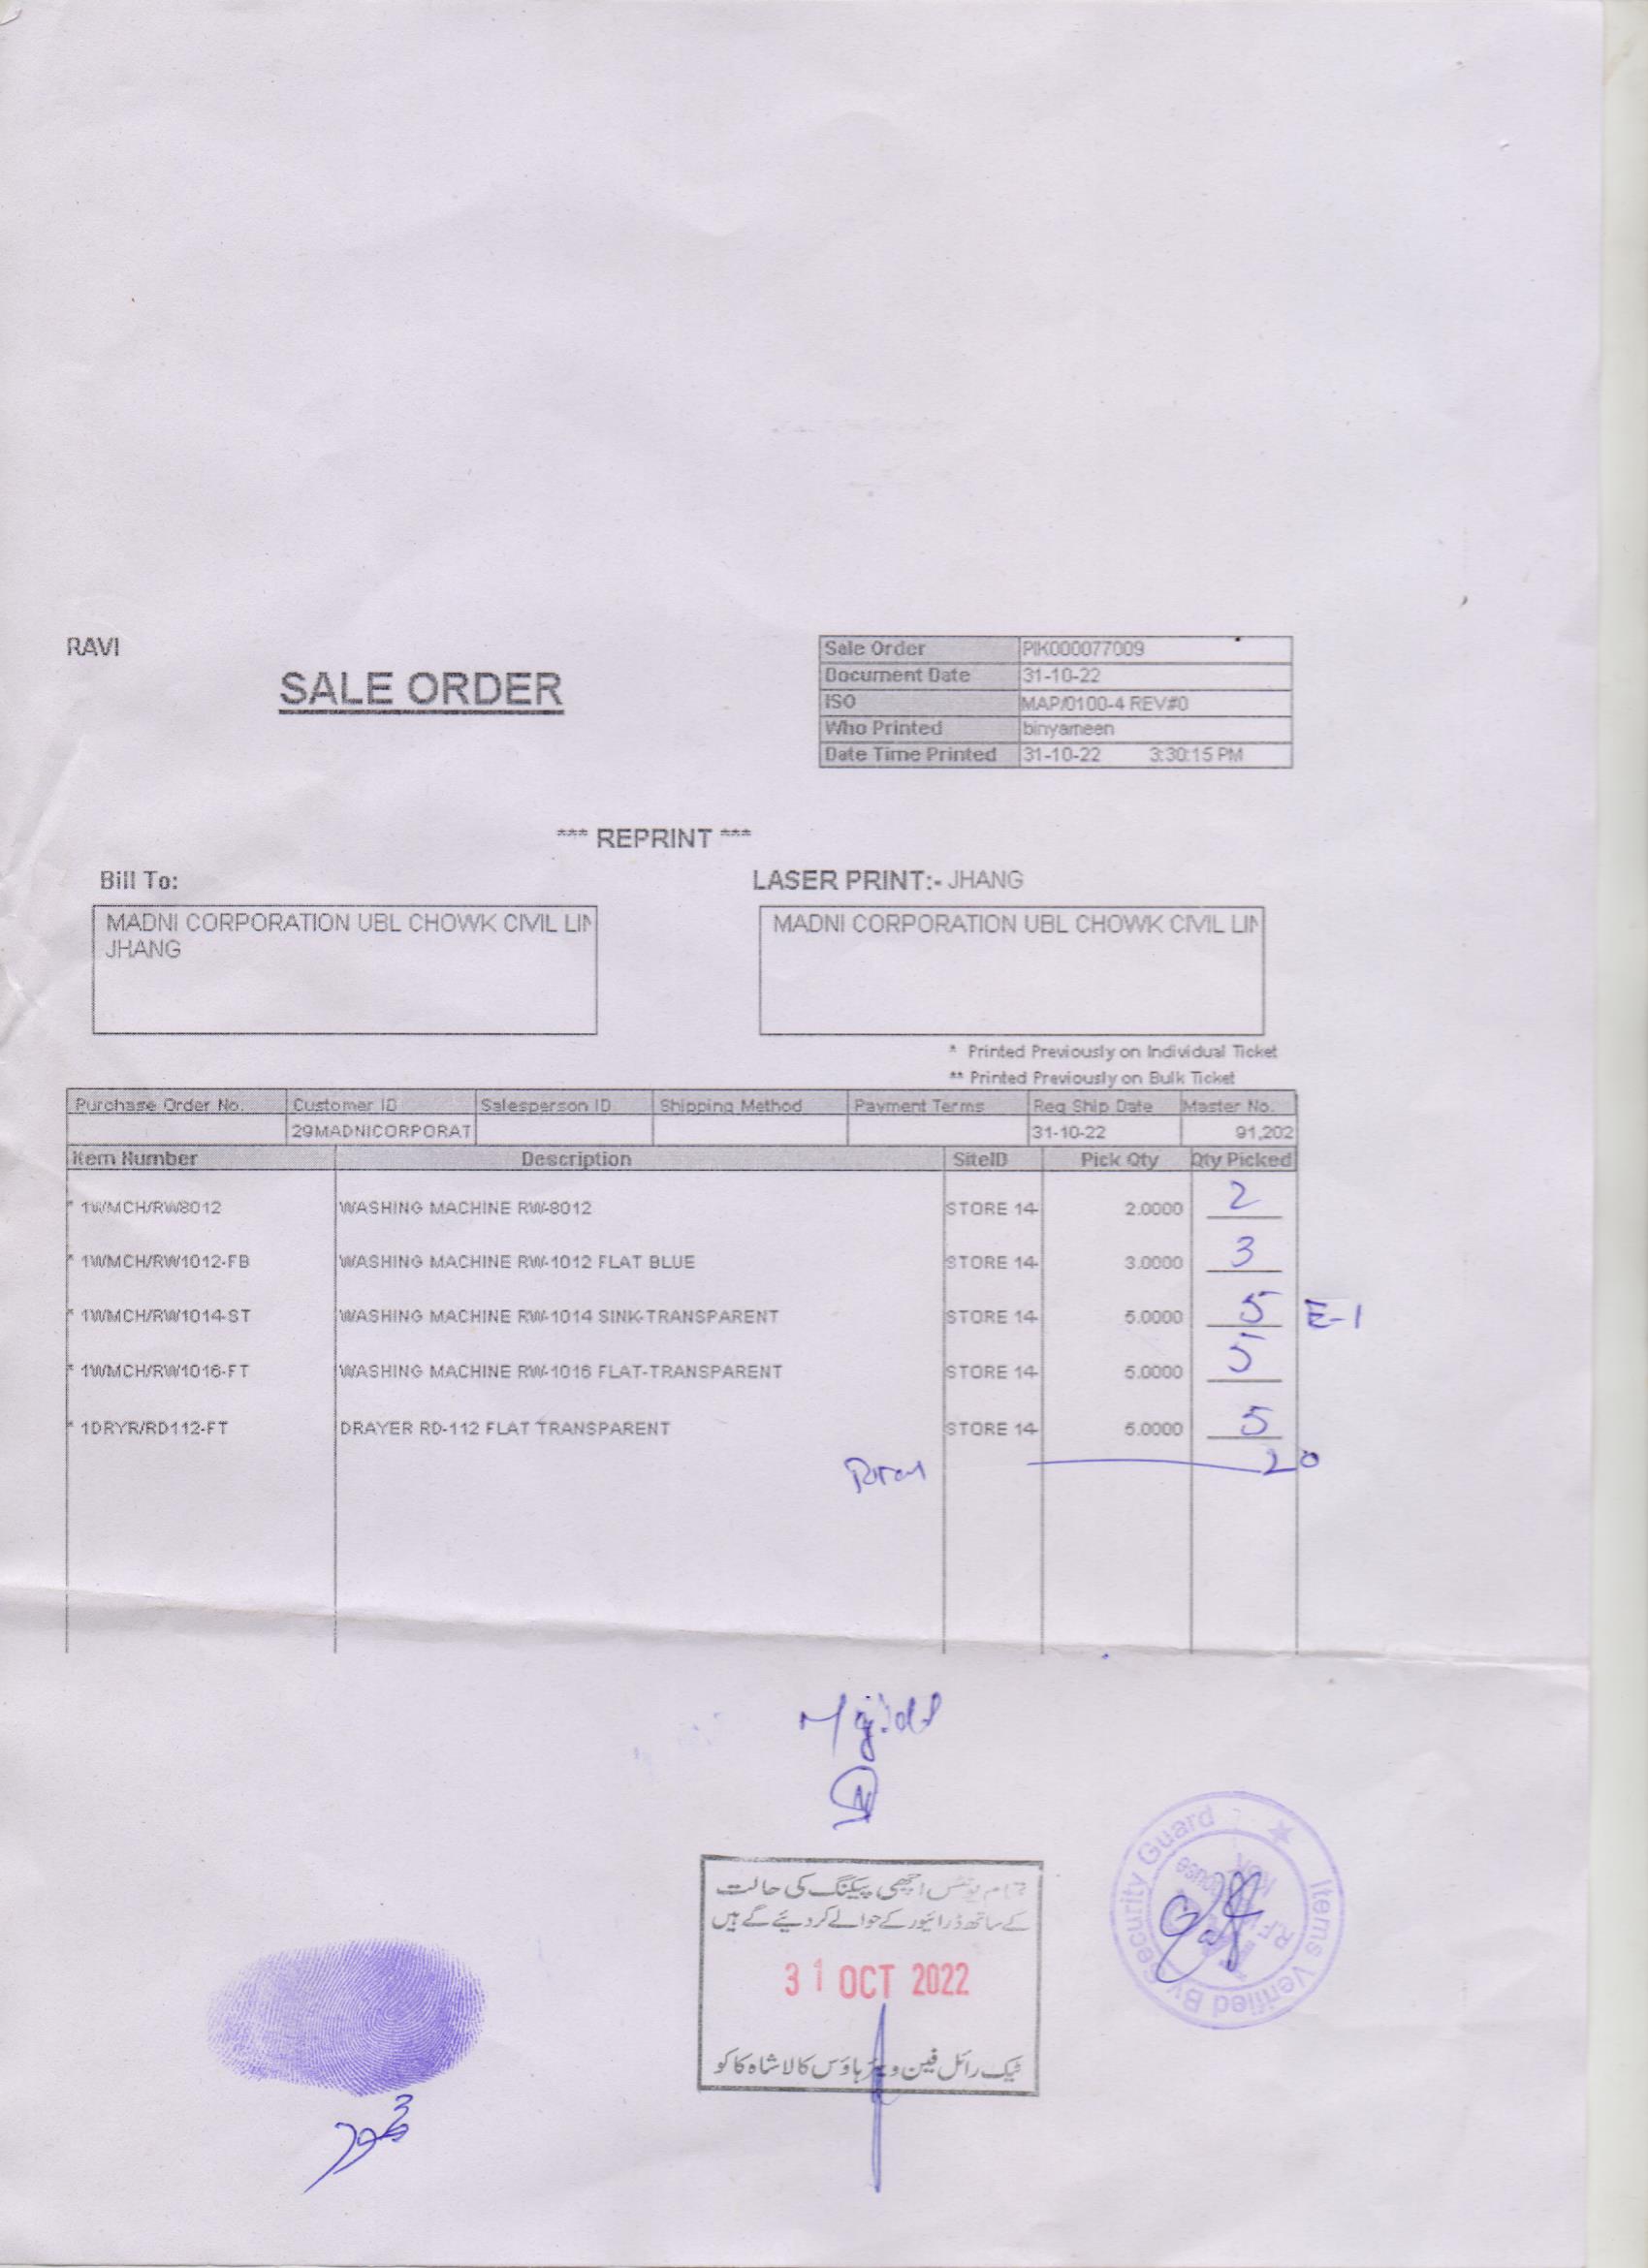 RAVI
SALE ORDER
Sale Order PIK000077009
Document Date 31-10-22
ISO MAP/0100-4 REV#0
Who Printed binyameen
Date Time Printed 31-10-22 3:30:15 PM
*** REPRINT ***
Bill To: LASER PRINT:- JHANG
MADNI CORPORATION UBL CHOWK CIVIL LIN
JHANG
MADNI CORPORATION UBL CHOWK CIVIL LIN
* Printed Previously on Individual Ticket
** Printed Previously on Bulk Ticket
Purchase Order No. Customer ID Salesperson ID Shipping Method Payment Terms Req Ship Date Master No.
29MADNICORPORAT 31-10-22 91,202
Item Number Description SiteID Pick Qty Qty Picked
* 1WMCH/RW8012 WASHING MACHINE RW-8012 STORE 14- 2.0000 2
* 1WMCH/RW1012-FB WASHING MACHINE RW-1012 FLAT BLUE STORE 14- 3.0000 3
* 1WMCH/RW1014-ST WASHING MACHINE RW-1014 SINK-TRANSPARENT STORE 14- 5.0000 5 E-1
* 1WMCH/RW1016-FT WASHING MACHINE RW-1016 FLAT-TRANSPARENT STORE 14- 5.0000 5
* 1DRYR/RD112-FT DRAYER RD-112 FLAT TRANSPARENT STORE 14- 5.0000 5
Total 20
تمام یونٹس اچھی پیکنگ کی حالت
کے ساتھ ڈرائیور کے حوالے کر دیئے گے ہیں
31 OCT 2022
ٹیک رائل فین ویئر ہاؤس کالا شاہ کاکو
Items Verified By Security Guard